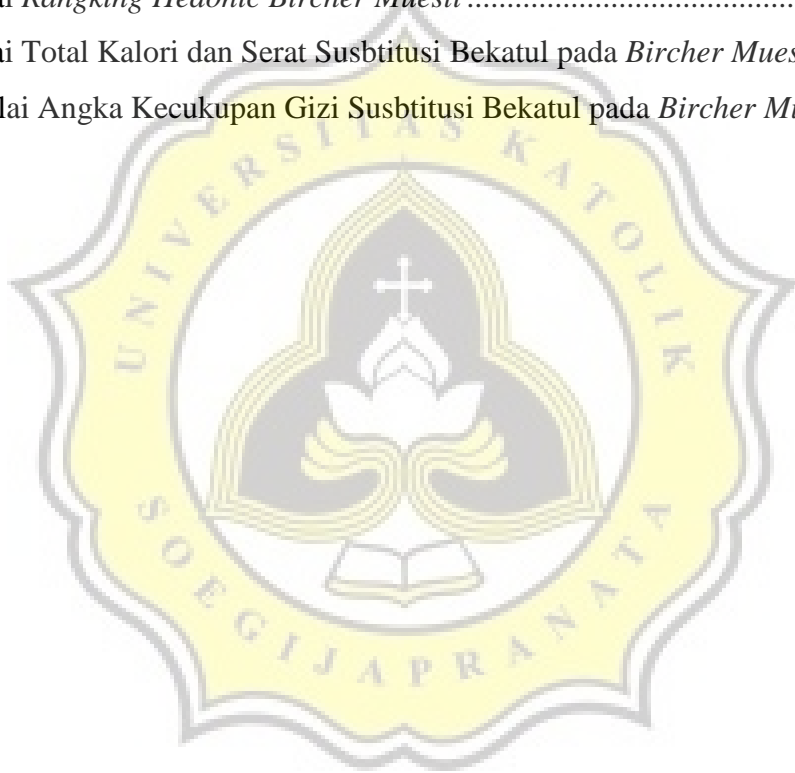 ai Rangking Hedonic Bircher Muesli ........................................
ai Total Kalori dan Serat Susbtitusi Bekatul pada Bircher Mues
lai Angka Kecukupan Gizi Susbtitusi Bekatul pada Bircher Mu
UNIVERSITAS KATOLIK
SOEGIJAPRANATA